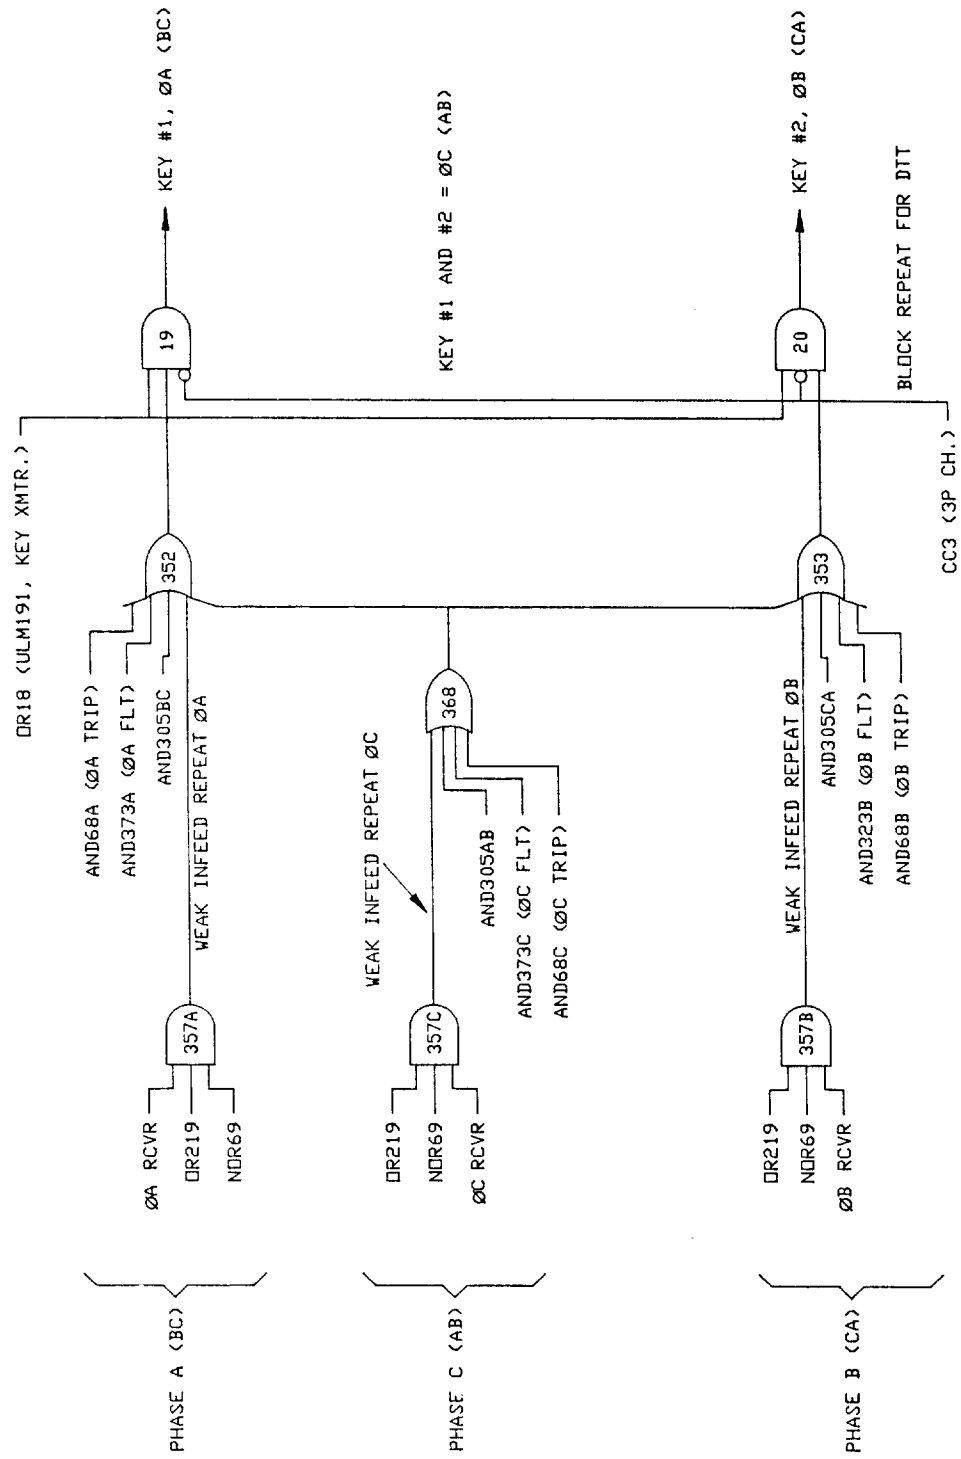 PHASE A (BC)
ØA RCVR
OR219
NOR69
357A
WEAK INFEED REPEAT ØA
AND68A (ØA TRIP)
AND373A (ØA FLT)
AND305BC
352
OR18 (ULM191, KEY XMTR.)
19
KEY #1, ØA (BC)
PHASE C (AB)
OR219
NOR69
ØC RCVR
357C
WEAK INFEED REPEAT ØC
AND305AB
AND373C (ØC FLT)
AND68C (ØC TRIP)
368
KEY #1 AND #2 = ØC (AB)
PHASE B (CA)
OR219
NOR69
ØB RCVR
357B
WEAK INFEED REPEAT ØB
AND305CA
AND323B (ØB FLT)
AND68B (ØB TRIP)
353
20
KEY #2, ØB (CA)
BLOCK REPEAT FOR DTT
CC3 (3P CH.)